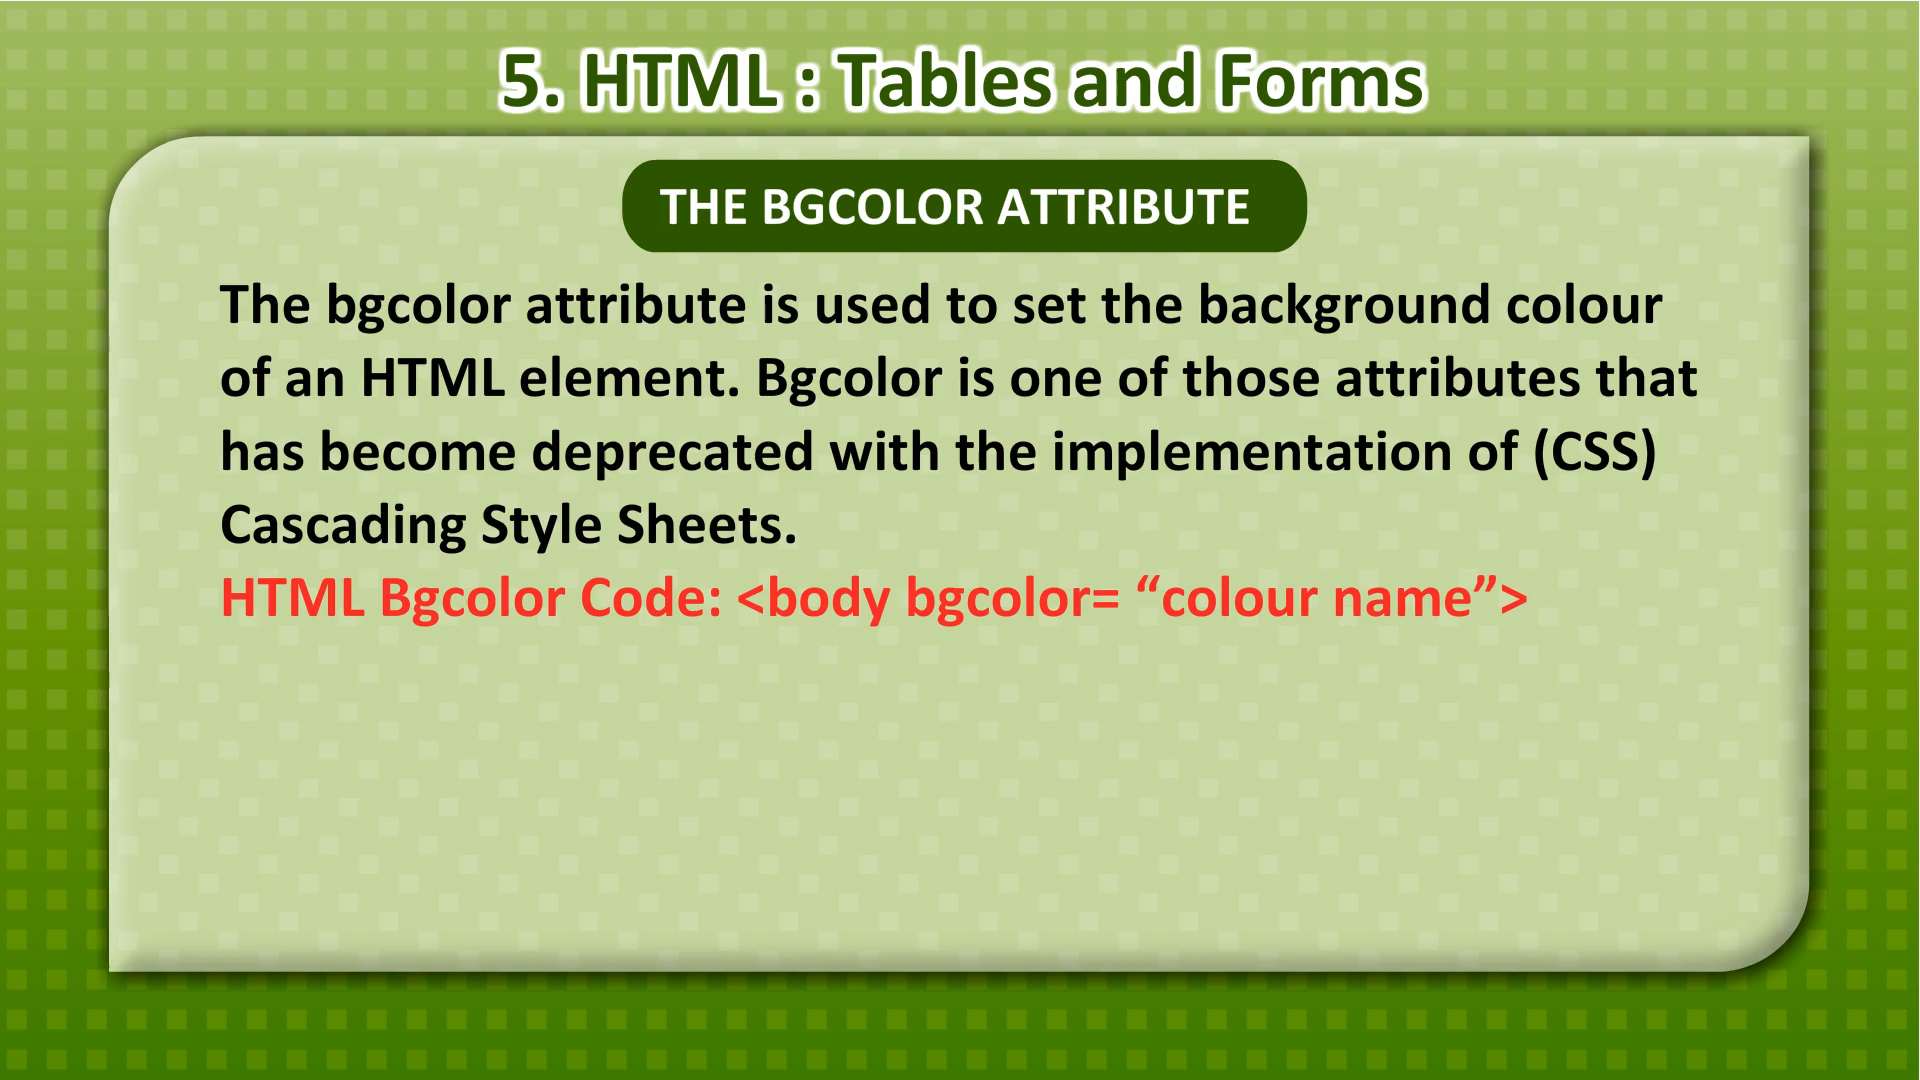 5. HTML : Tables and Forms
THE BGCOLOR ATTRIBUTE
The bgcolor attribute is used to set the background colour
of an HTML element. Bgcolor is one of those attributes that
has become deprecated with the implementation of (CSS)
Cascading Style Sheets.
HTML Bgcolor Code: <body bgcolor= “colour name”>